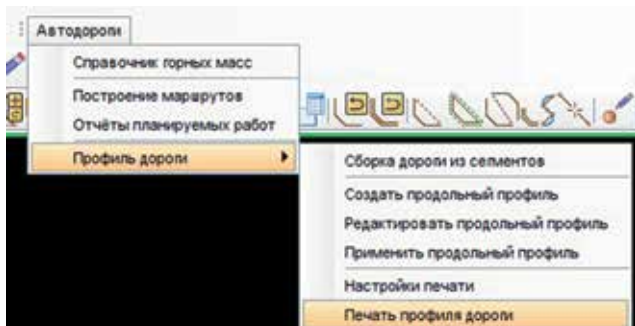 Автодороги
Справочник горных масс
Построение маршрутов
Отчёты планируемых работ
Профиль дороги
Сборка дороги из сегментов
Создать продольный профиль
Редактировать продольный профиль
Применить продольный профиль
Настройки печати
Печать профиля дороги